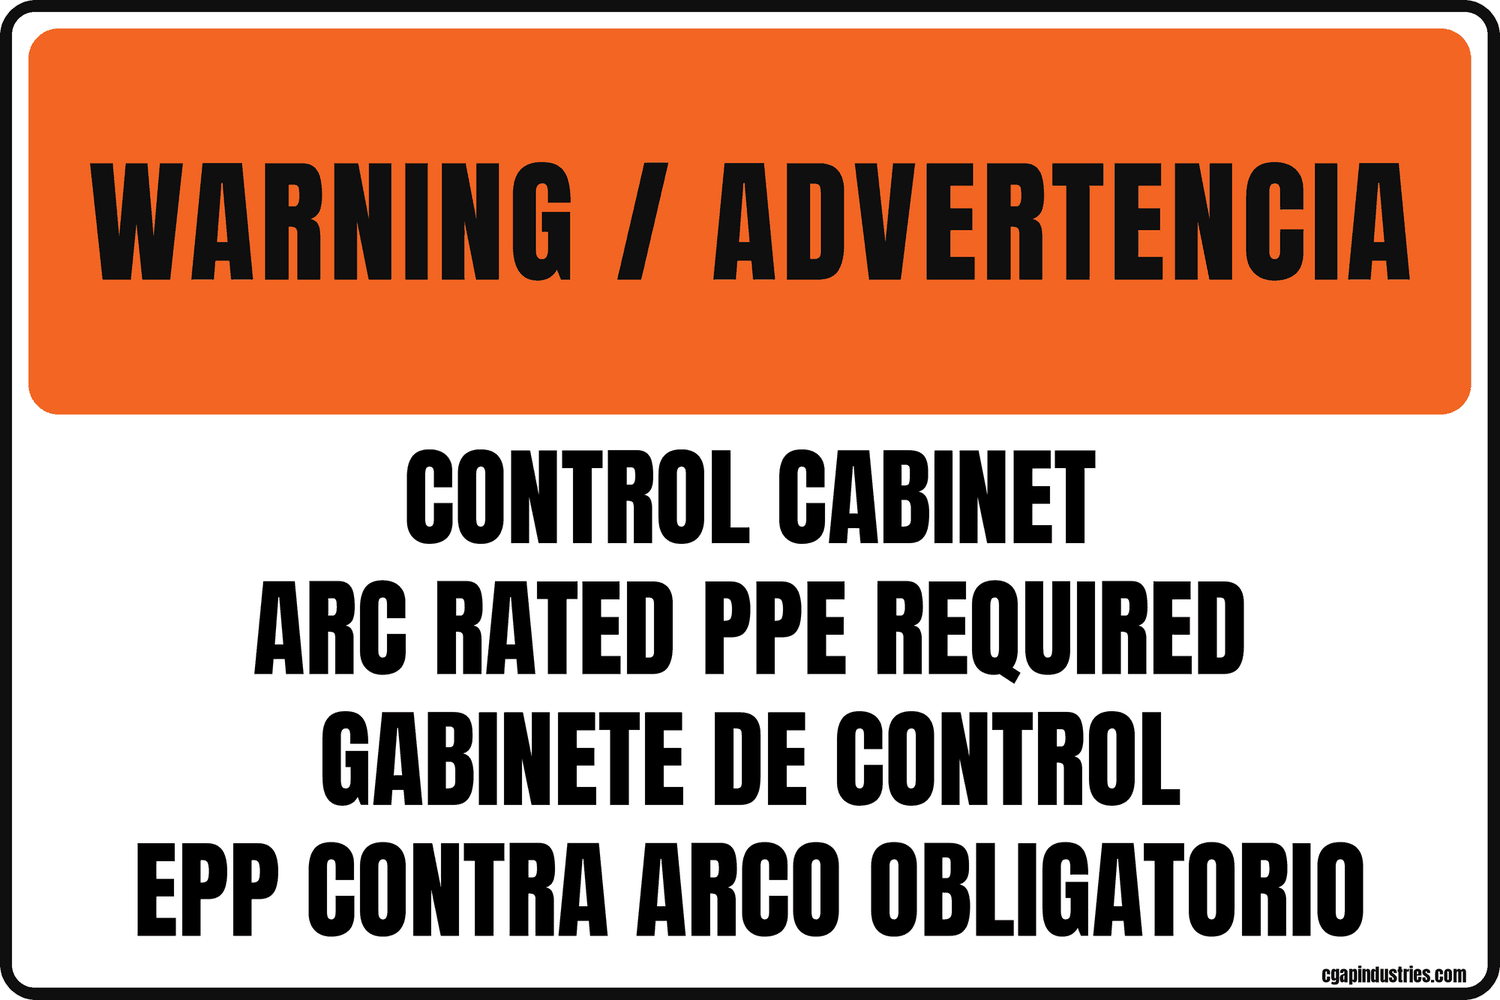 WARNING / ADVERTENCIA
CONTROL CABINET
ARC RATED PPE REQUIRED
GABINETE DE CONTROL
EPP CONTRA ARCO OBLIGATORIO
cgapindustries.com